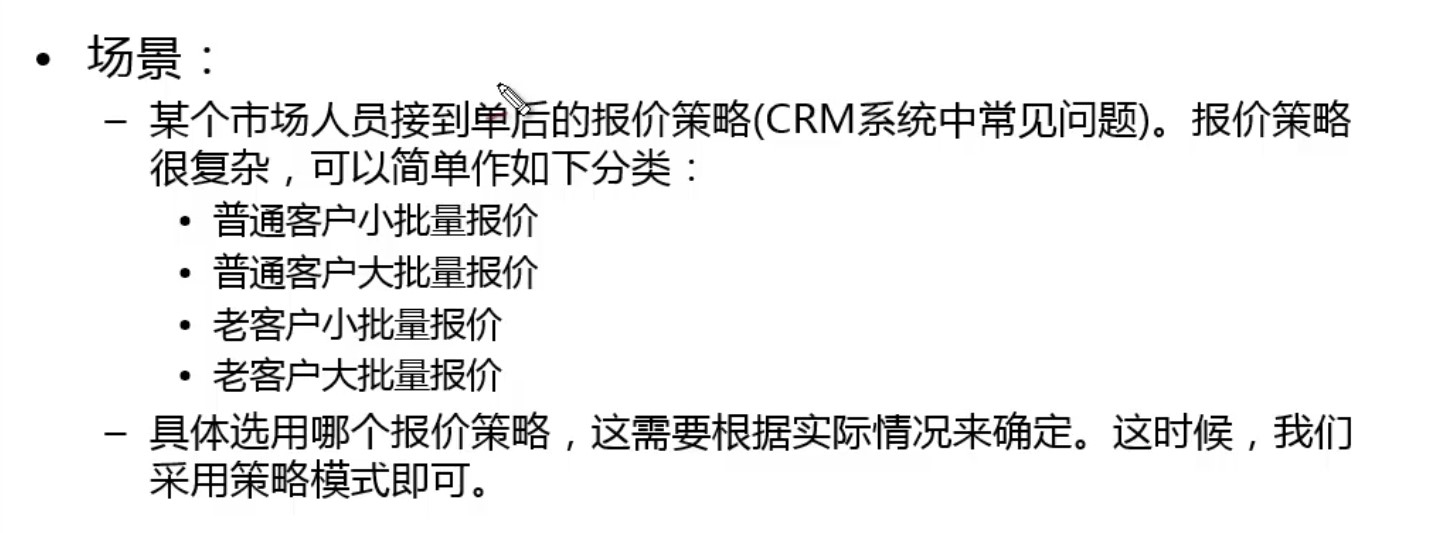 • 场景：
– 某个市场人员接到单后的报价策略(CRM系统中常见问题)。报价策略
很复杂，可以简单作如下分类：
• 普通客户小批量报价
• 普通客户大批量报价
• 老客户小批量报价
• 老客户大批量报价
– 具体选用哪个报价策略，这需要根据实际情况来确定。这时候，我们
采用策略模式即可。